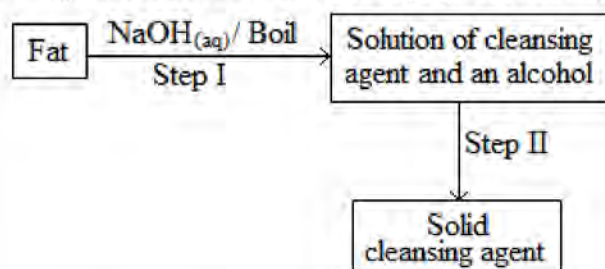 Fat
NaOH(aq)/ Boil
Step I
Solution of cleansing
agent and an alcohol
Step II
Solid
cleansing agent